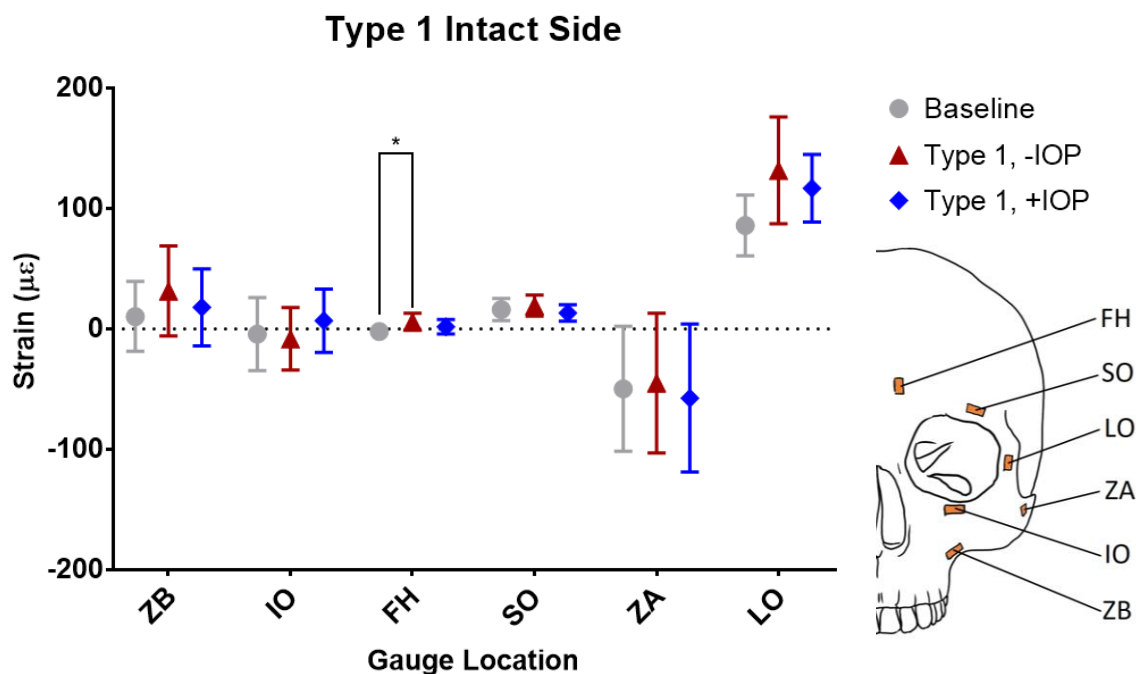 Type 1 Intact Side
200
100
0
-100
-200
Strain (με)
*
ZB
IO
FH
SO
ZA
LO
Gauge Location
Baseline
Type 1, -IOP
Type 1, +IOP
FH
SO
LO
ZA
IO
ZB